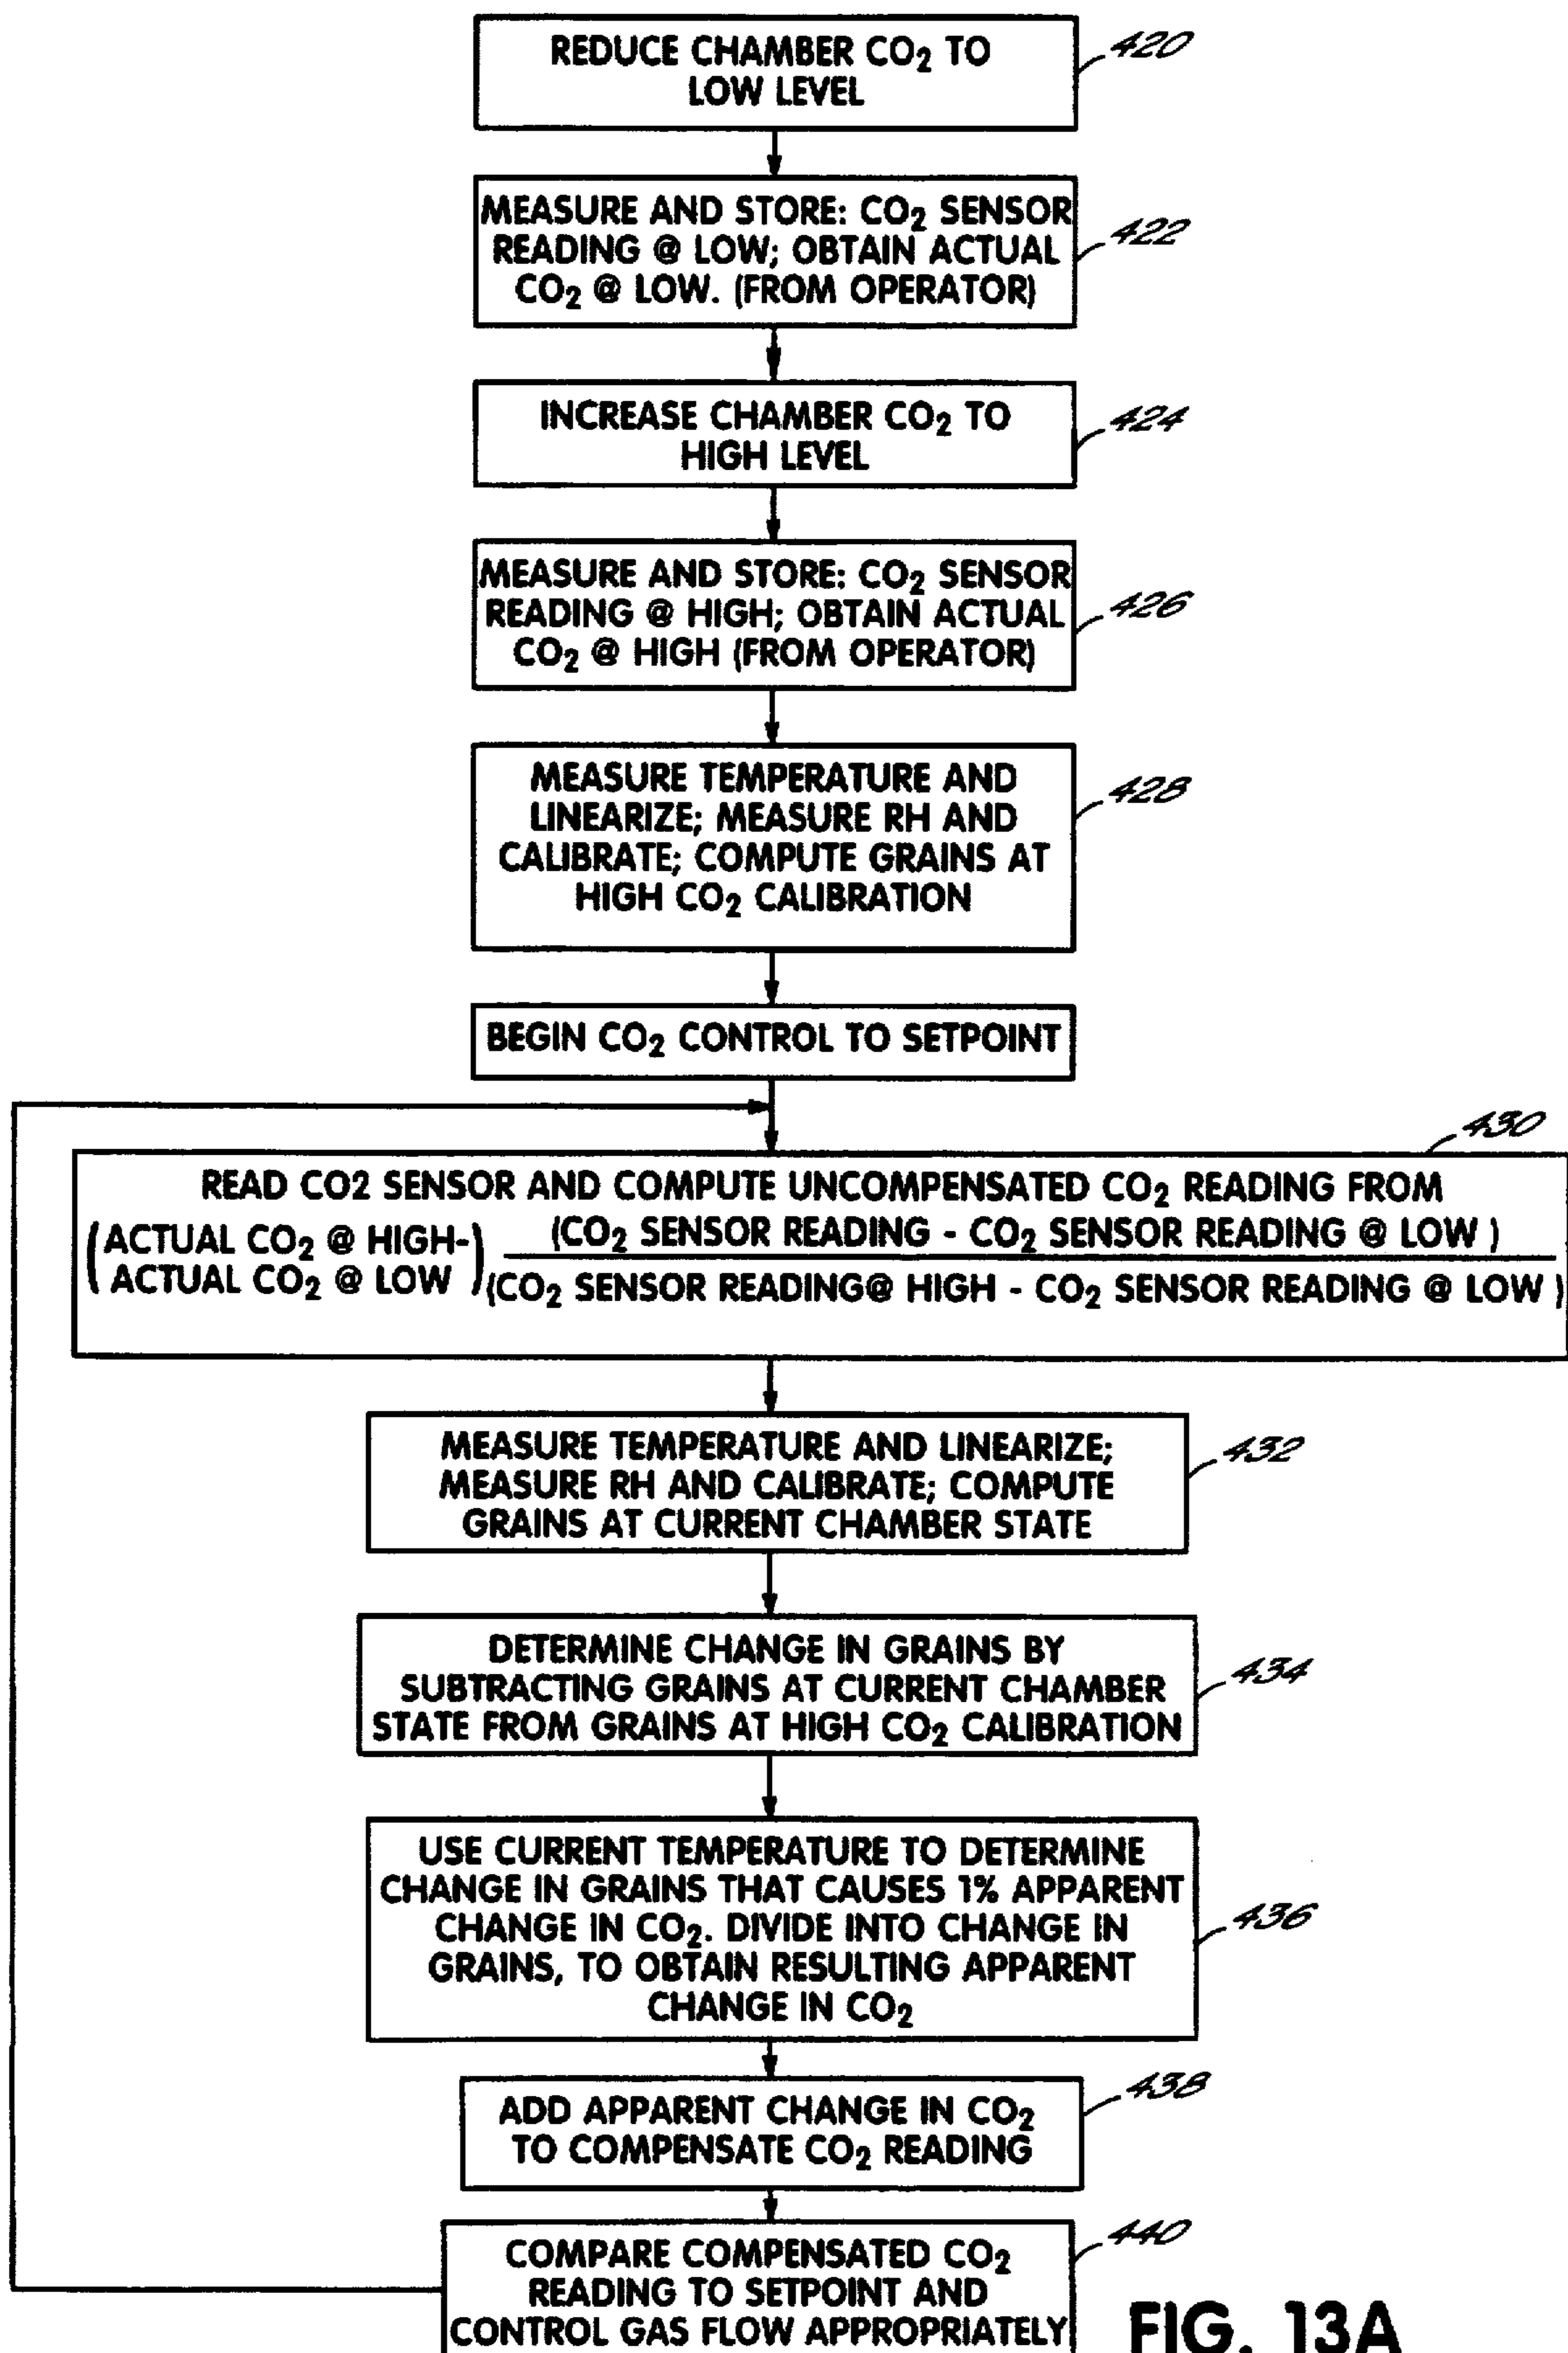 REDUCE CHAMBER CO2 TO
LOW LEVEL
420
MEASURE AND STORE: CO2 SENSOR
READING @ LOW; OBTAIN ACTUAL
CO2 @ LOW. (FROM OPERATOR)
422
INCREASE CHAMBER CO2 TO
HIGH LEVEL
424
MEASURE AND STORE: CO2 SENSOR
READING @ HIGH; OBTAIN ACTUAL
CO2 @ HIGH (FROM OPERATOR)
426
MEASURE TEMPERATURE AND
LINEARIZE; MEASURE RH AND
CALIBRATE; COMPUTE GRAINS AT
HIGH CO2 CALIBRATION
428
BEGIN CO2 CONTROL TO SETPOINT
430
READ CO2 SENSOR AND COMPUTE UNCOMPENSATED CO2 READING FROM
(ACTUAL CO2 @ HIGH-
ACTUAL CO2 @ LOW)
(CO2 SENSOR READING - CO2 SENSOR READING @ LOW )
(CO2 SENSOR READING@ HIGH - CO2 SENSOR READING @ LOW )
MEASURE TEMPERATURE AND LINEARIZE;
MEASURE RH AND CALIBRATE; COMPUTE
GRAINS AT CURRENT CHAMBER STATE
432
DETERMINE CHANGE IN GRAINS BY
SUBTRACTING GRAINS AT CURRENT CHAMBER
STATE FROM GRAINS AT HIGH CO2 CALIBRATION
434
USE CURRENT TEMPERATURE TO DETERMINE
CHANGE IN GRAINS THAT CAUSES 1% APPARENT
CHANGE IN CO2. DIVIDE INTO CHANGE IN
GRAINS, TO OBTAIN RESULTING APPARENT
CHANGE IN CO2
436
ADD APPARENT CHANGE IN CO2
TO COMPENSATE CO2 READING
438
COMPARE COMPENSATED CO2
READING TO SETPOINT AND
CONTROL GAS FLOW APPROPRIATELY
440
FIG. 13A